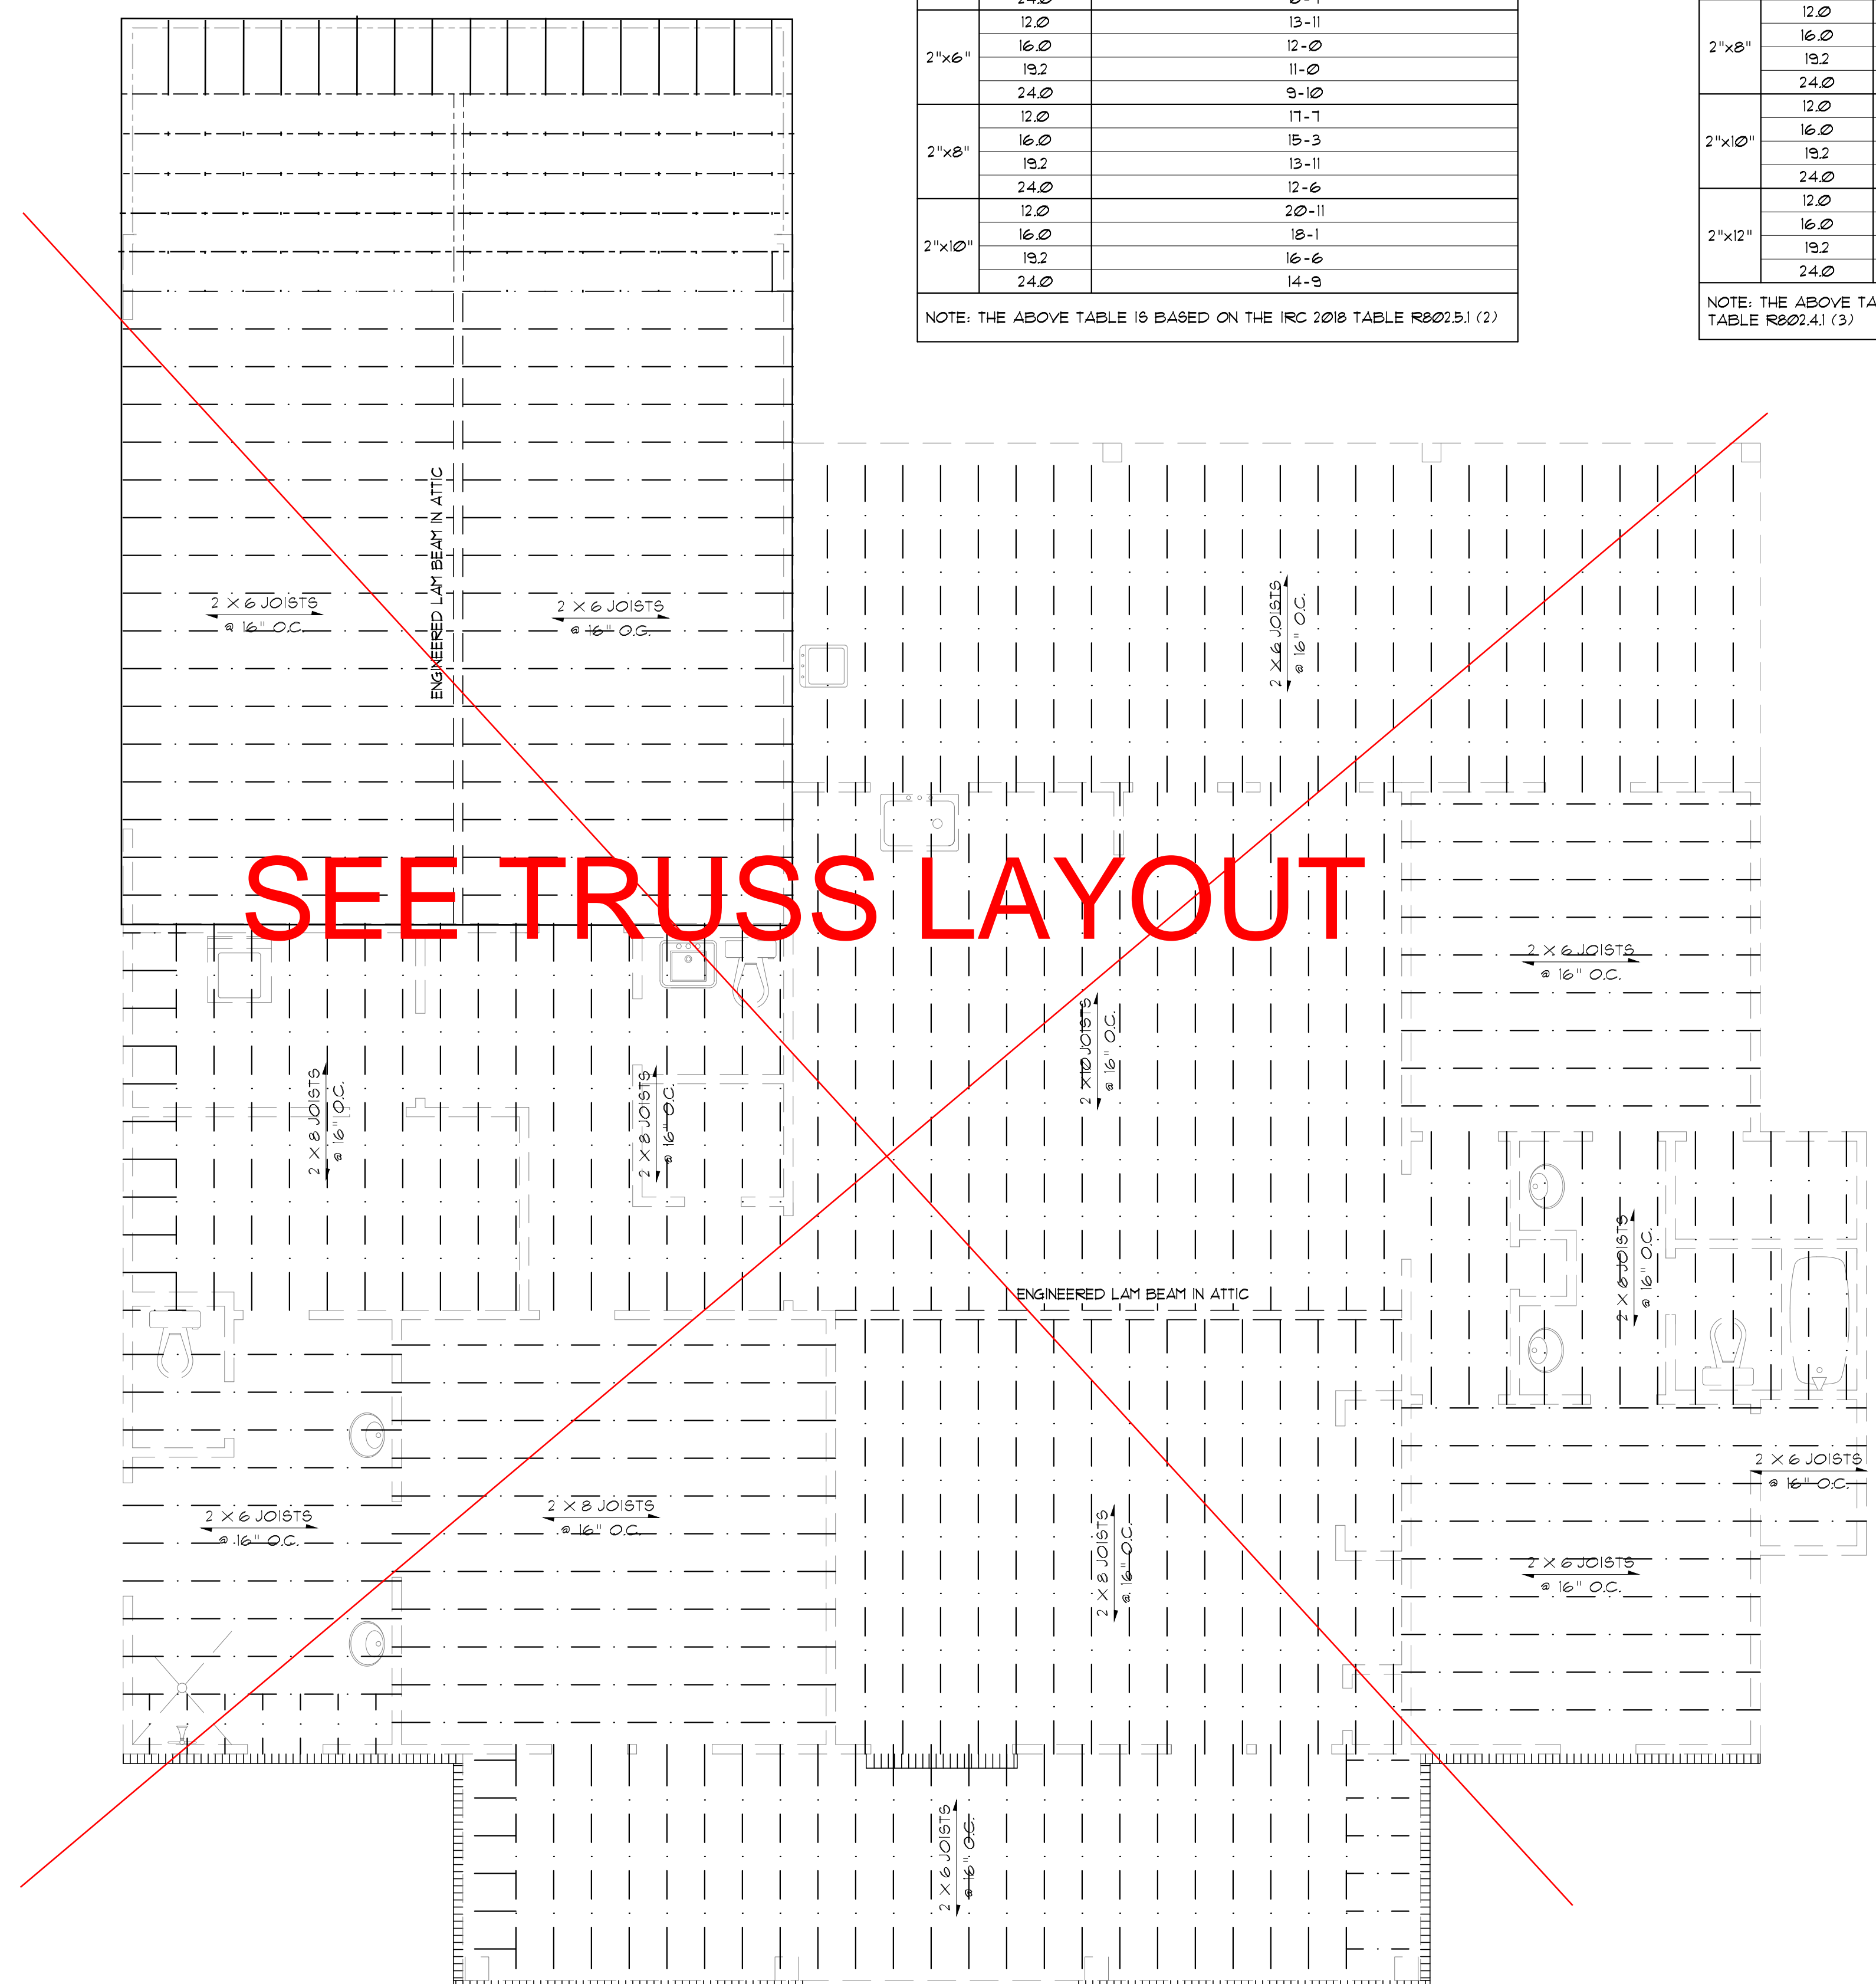 2"x6"
12.0 13-11
16.0 12-0
19.2 11-0
24.0 9-10
2"x8"
12.0 17-7
16.0 15-3
19.2 13-11
24.0 12-6
2"x10"
12.0 20-11
16.0 18-1
19.2 16-6
24.0 14-9
NOTE: THE ABOVE TABLE IS BASED ON THE IRC 2018 TABLE R802.5.1 (2)
2"x8"
12.0
16.0
19.2
24.0
2"x10"
12.0
16.0
19.2
24.0
2"x12"
12.0
16.0
19.2
24.0
NOTE: THE ABOVE TA
TABLE R802.4.1 (3)
ENGINEERED LAM BEAM IN ATTIC
2 X 6 JOISTS
@ 16" O.C.
2 X 6 JOISTS
@ 16" O.C.
2 X 6 JOISTS
@ 16" O.C.
SEE TRUSS LAYOUT
2 X 6 JOISTS
@ 16" O.C.
2 X 8 JOISTS
@ 16" O.C.
2 X 8 JOISTS
@ 16" O.C.
2 X10 JOISTS
@ 16" O.C.
2 X 6 JOISTS
@ 16" O.C.
ENGINEERED LAM BEAM IN ATTIC
2 X 6 JOISTS
@ 16" O.C.
2 X 6 JOISTS
@ 16" O.C.
2 X 8 JOISTS
@ 16" O.C.
2 X 8 JOISTS
@ 16" O.C.
2 X 6 JOISTS
@ 16" O.C.
2 X 6 JOISTS
@ 16" O.C.